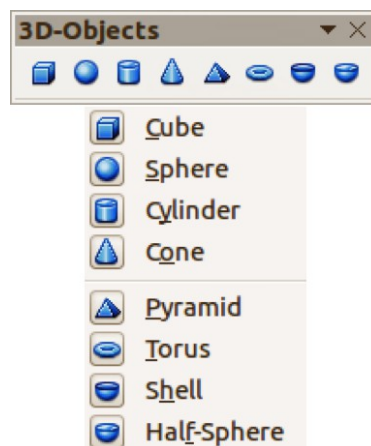 3D-Objects
Cube
Sphere
Cylinder
Cone
Pyramid
Torus
Shell
Half-Sphere